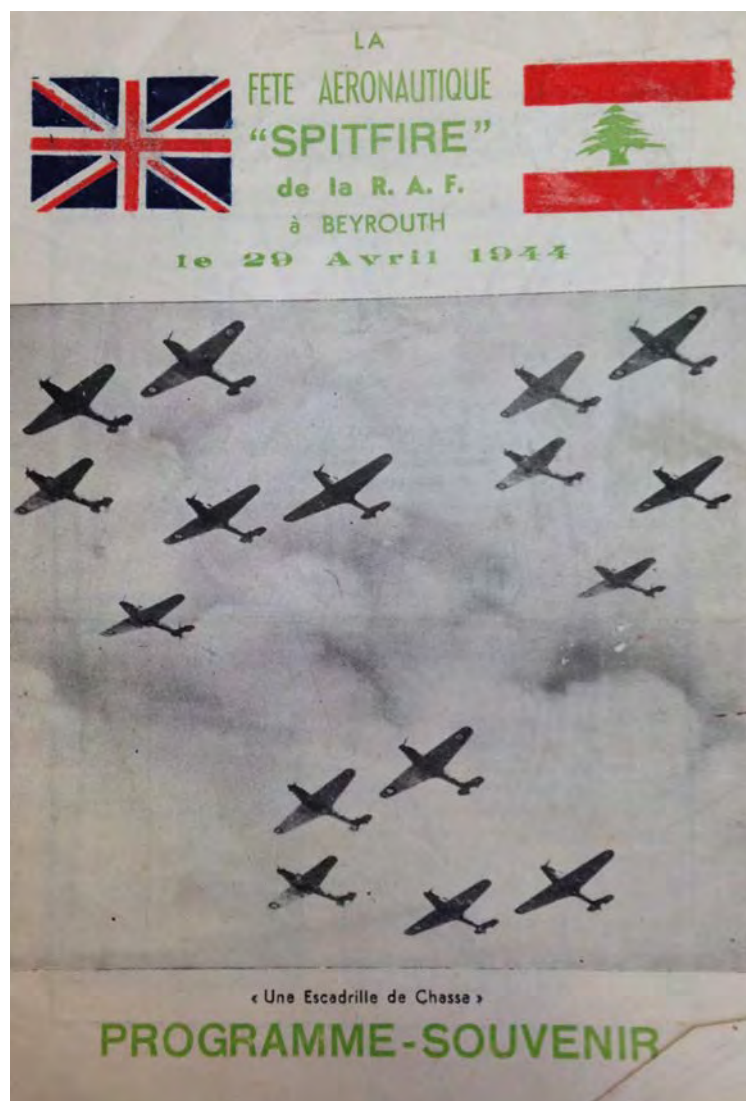 LA
FETE AERONAUTIQUE
"SPITFIRE"
de la R. A. F.
à BEYROUTH
le 29 Avril 1944
« Une Escadrille de Chasse »
PROGRAMME-SOUVENIR